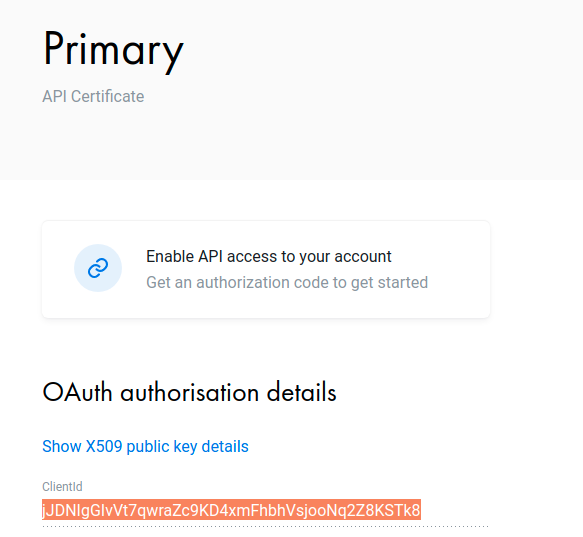 Primary
API Certificate
Enable API access to your account
Get an authorization code to get started
OAuth authorisation details
Show X509 public key details
ClientId
jJDNIgGIvVt7qwraZc9KD4xmFhbhVsjooNq2Z8KSTk8